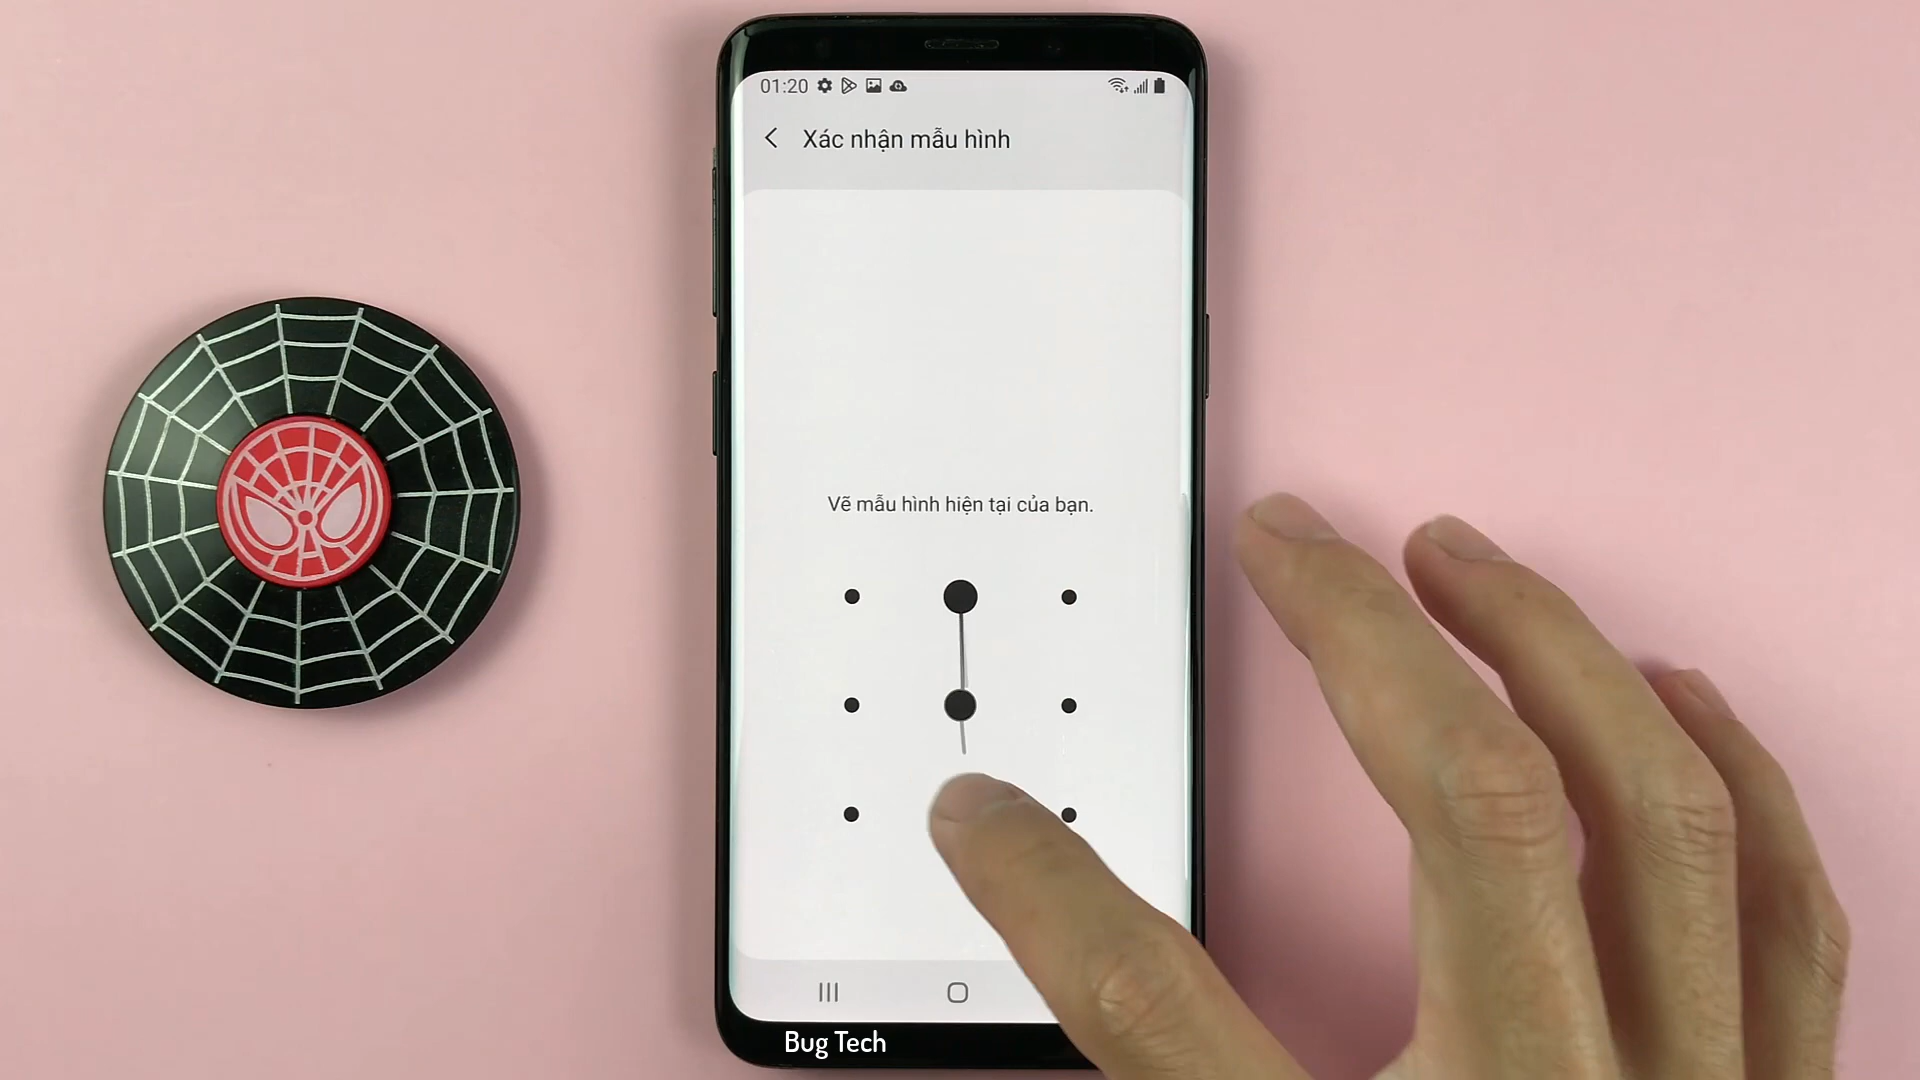 01:20
Xác nhận mẫu hình
Vẽ mẫu hình hiện tại của bạn.
Bug Tech